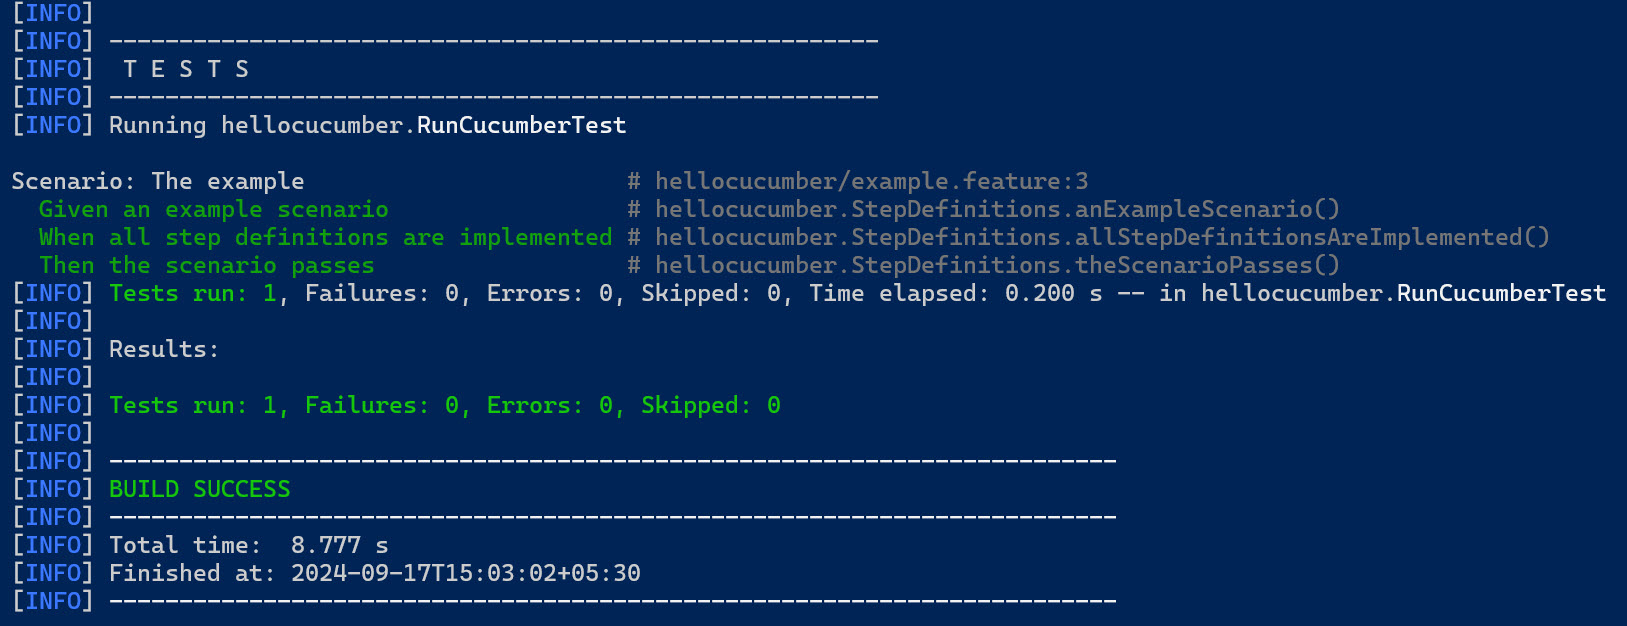 [INFO]
[INFO] -------------------------------------------------------
[INFO]  T E S T S
[INFO] -------------------------------------------------------
[INFO] Running hellocucumber.RunCucumberTest

Scenario: The example                       # hellocucumber/example.feature:3
  Given an example scenario                 # hellocucumber.StepDefinitions.anExampleScenario()
  When all step definitions are implemented # hellocucumber.StepDefinitions.allStepDefinitionsAreImplemented()
  Then the scenario passes                  # hellocucumber.StepDefinitions.theScenarioPasses()
[INFO] Tests run: 1, Failures: 0, Errors: 0, Skipped: 0, Time elapsed: 0.200 s -- in hellocucumber.RunCucumberTest
[INFO]
[INFO] Results:
[INFO]
[INFO] Tests run: 1, Failures: 0, Errors: 0, Skipped: 0
[INFO]
[INFO] ------------------------------------------------------------------------
[INFO] BUILD SUCCESS
[INFO] ------------------------------------------------------------------------
[INFO] Total time:  8.777 s
[INFO] Finished at: 2024-09-17T15:03:02+05:30
[INFO] ------------------------------------------------------------------------